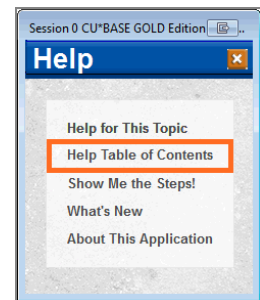 Session 0 CU*BASE GOLD Edition ..
Help
Help for This Topic
Help Table of Contents
Show Me the Steps!
What's New
About This Application